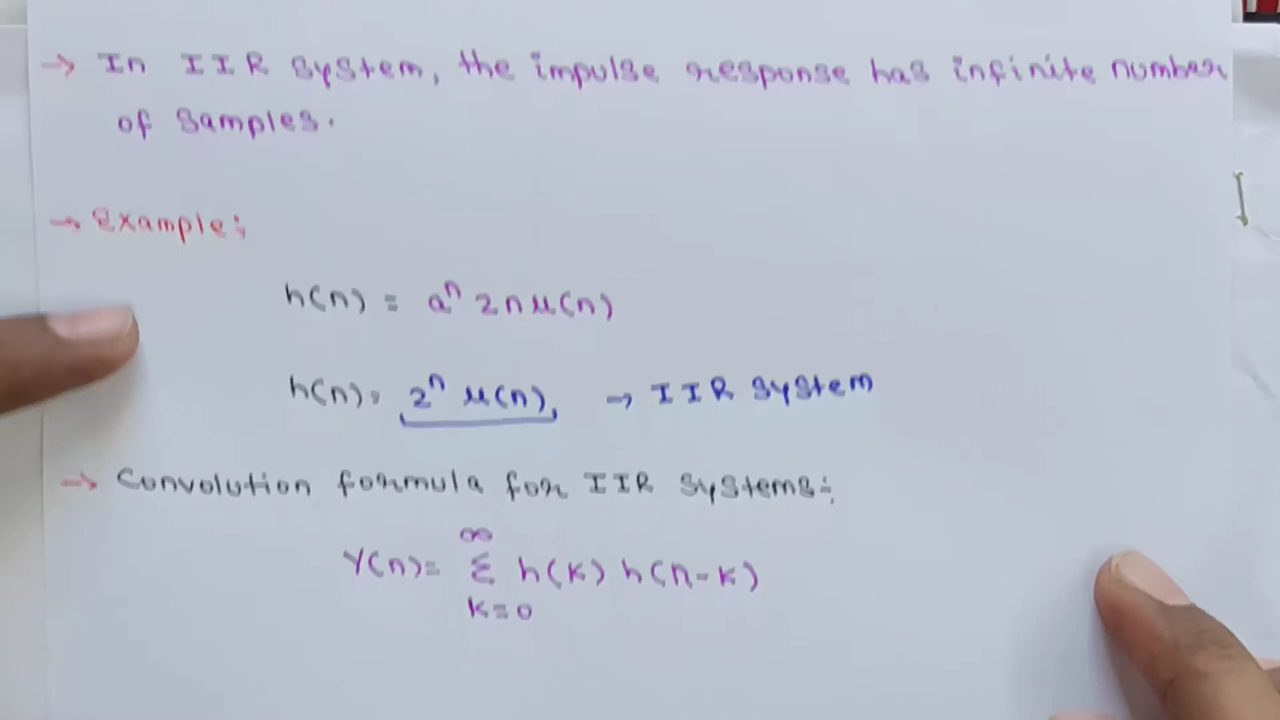 → In IIR system, the impulse response has infinite number
of samples.
→ Example:
h(n) = aⁿ 2n u(n)
h(n) = 2ⁿ u(n), → IIR system
→ Convolution formula for IIR systems:
∞
Y(n) = Σ h(k) h(n-k)
k=0